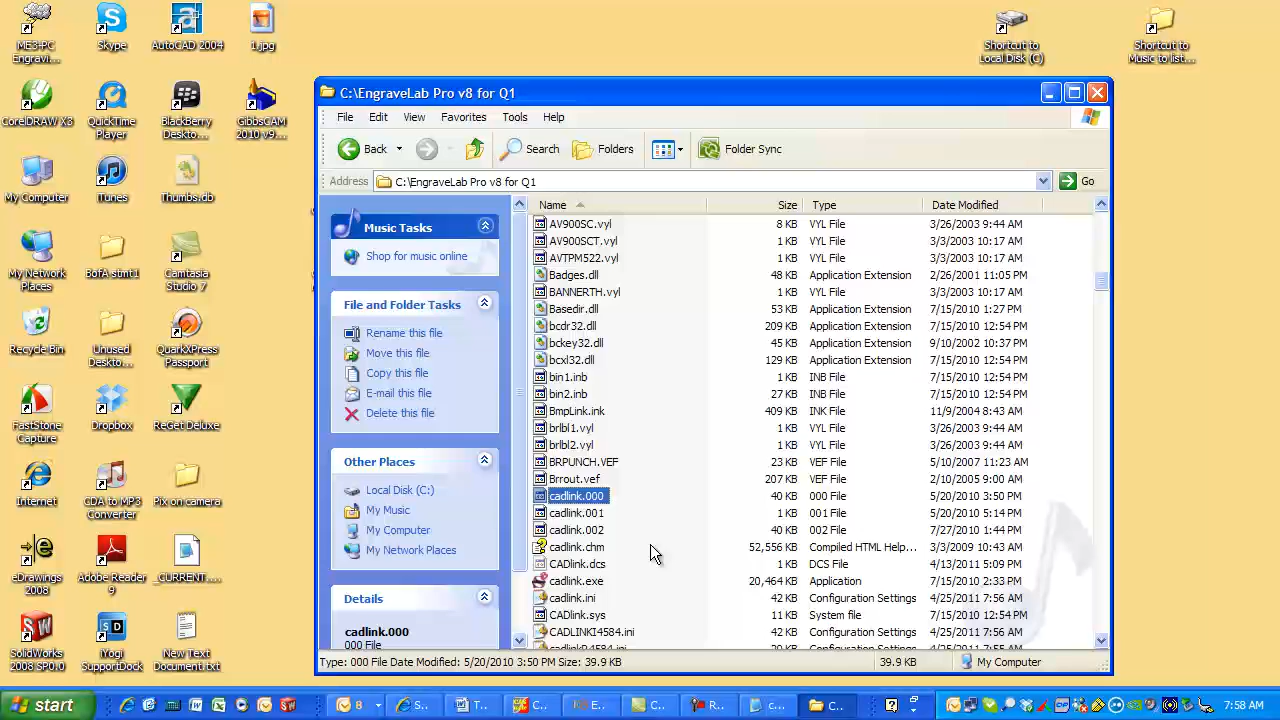 ME3-PC
Engravi...
Skype
AutoCAD 2004
1.jpg
Shortcut to
Local Disk (C)
Shortcut to
Music to list...
CorelDRAW X3
QuickTime
Player
BlackBerry
Deskto...
GibbsCAM
2010 v9...
My Computer
iTunes
Thumbs.db
My Network
Places
BofA stmt1
Camtasia
Studio 7
Recycle Bin
Unused
Deskto...
QuarkXPress
Passport
FastStone
Capture
Dropbox
ReGet Deluxe
Internet
CDA to MP3
Converter
Pix on camera
eDrawings
2008
Adobe Reader
9
_CURRENT....
SolidWorks
2008 SP0.0
iYogi
SupportDock
New Text
Document.txt
C:\EngraveLab Pro v8 for Q1
File Edit View Favorites Tools Help
Back Search Folders Folder Sync
Address C:\EngraveLab Pro v8 for Q1 Go
Music Tasks
Shop for music online
File and Folder Tasks
Rename this file
Move this file
Copy this file
E-mail this file
Delete this file
Other Places
Local Disk (C:)
My Music
My Computer
My Network Places
Details
cadlink.000
000 File
Name Size Type Date Modified
AV900SC.vyl 8 KB VYL File 3/26/2003 9:44 AM
AV900SCT.vyl 1 KB VYL File 3/3/2003 10:17 AM
AVTPM522.vyl 1 KB VYL File 3/3/2003 10:17 AM
Badges.dll 48 KB Application Extension 2/26/2001 11:05 PM
BANNERTH.vyl 1 KB VYL File 3/3/2003 10:17 AM
Basedir.dll 53 KB Application Extension 7/15/2010 1:27 PM
bcdr32.dll 209 KB Application Extension 7/15/2010 12:54 PM
bckey32.dll 45 KB Application Extension 9/10/2002 10:37 PM
bcxl32.dll 129 KB Application Extension 7/15/2010 12:54 PM
bin1.inb 1 KB INB File 7/15/2010 12:54 PM
bin2.inb 27 KB INB File 7/15/2010 12:54 PM
BmpLink.ink 409 KB INK File 11/9/2004 8:43 AM
brlbl1.vyl 1 KB VYL File 3/26/2003 9:44 AM
brlbl2.vyl 1 KB VYL File 3/26/2003 9:44 AM
BRPUNCH.VEF 23 KB VEF File 5/10/2007 11:23 AM
Brrout.vef 207 KB VEF File 2/10/2005 9:00 AM
cadlink.000 40 KB 000 File 5/20/2010 3:50 PM
cadlink.001 1 KB 001 File 5/20/2010 5:14 PM
cadlink.002 40 KB 002 File 7/27/2010 1:44 PM
cadlink.chm 52,556 KB Compiled HTML Help... 3/3/2009 10:43 AM
CADlink.dcs 1 KB DCS File 4/13/2011 5:09 PM
cadlink.exe 20,464 KB Application 7/15/2010 2:33 PM
cadlink.ini 42 KB Configuration Settings 4/25/2011 7:56 AM
CADlink.sys 11 KB System file 7/15/2010 12:54 PM
CADLINKI4584.ini 42 KB Configuration Settings 4/25/2011 7:56 AM
Type: 000 File Date Modified: 5/20/2010 3:50 PM Size: 39.9 KB 39.9 KB My Computer
start 8 S... T... C... E... C... R... c... C... 7:58 AM